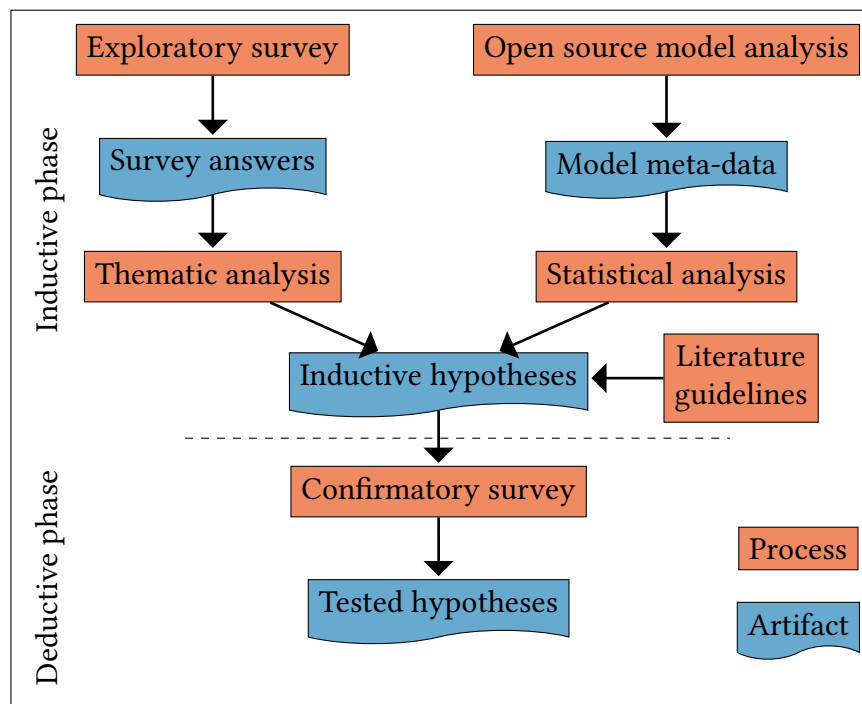 Exploratory survey
Open source model analysis
Inductive phase
Survey answers
Model meta-data
Thematic analysis
Statistical analysis
Inductive hypotheses
Literature
guidelines
Deductive phase
Confirmatory survey
Process
Tested hypotheses
Artifact